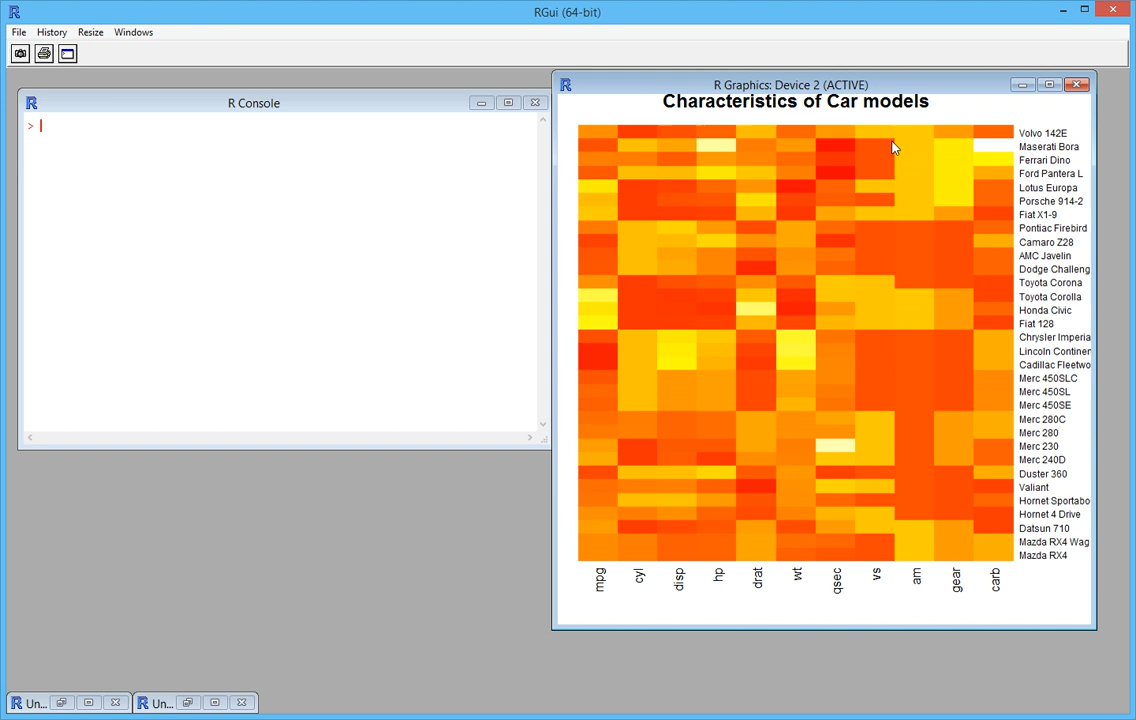 RGui (64-bit)
File History Resize Windows
R Console
>
R Graphics: Device 2 (ACTIVE)
Characteristics of Car models
Volvo 142E
Maserati Bora
Ferrari Dino
Ford Pantera L
Lotus Europa
Porsche 914-2
Fiat X1-9
Pontiac Firebird
Camaro Z28
AMC Javelin
Dodge Challeng
Toyota Corona
Toyota Corolla
Honda Civic
Fiat 128
Chrysler Imperia
Lincoln Continen
Cadillac Fleetwo
Merc 450SLC
Merc 450SL
Merc 450SE
Merc 280C
Merc 280
Merc 230
Merc 240D
Duster 360
Valiant
Hornet Sportabo
Hornet 4 Drive
Datsun 710
Mazda RX4 Wag
Mazda RX4
mpg cyl disp hp drat wt qsec vs am gear carb
R Un... R Un...